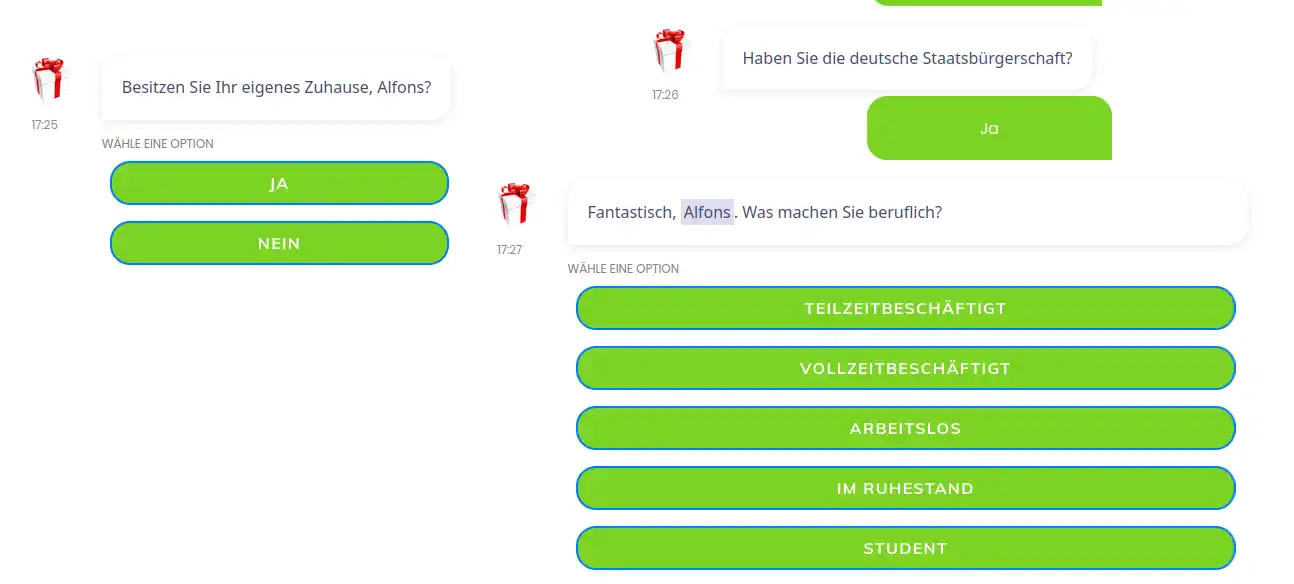 Besitzen Sie Ihr eigenes Zuhause, Alfons?
17:25
WÄHLE EINE OPTION
JA
NEIN
Haben Sie die deutsche Staatsbürgerschaft?
17:26
Ja
Fantastisch, Alfons. Was machen Sie beruflich?
17:27
WÄHLE EINE OPTION
TEILZEITBESCHÄFTIGT
VOLLZEITBESCHÄFTIGT
ARBEITSLOS
IM RUHESTAND
STUDENT